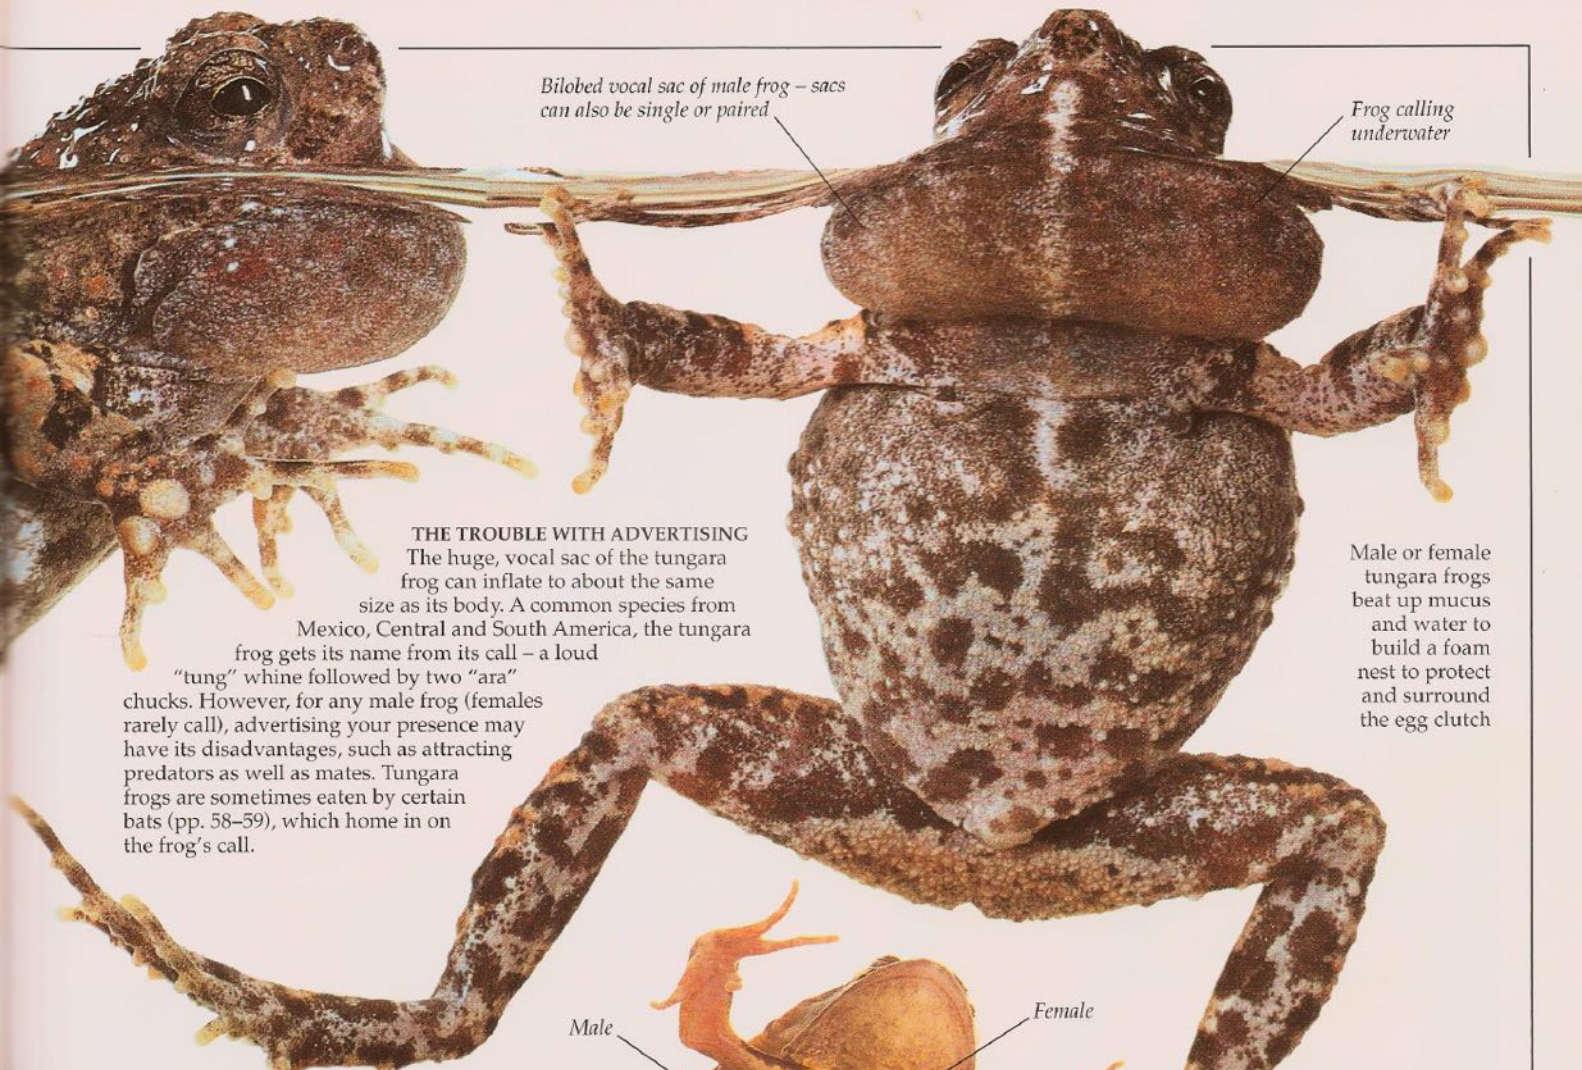 Bilobed vocal sac of male frog – sacs
can also be single or paired
Frog calling
underwater
THE TROUBLE WITH ADVERTISING
The huge, vocal sac of the tungara
frog can inflate to about the same
size as its body. A common species from
Mexico, Central and South America, the tungara
frog gets its name from its call – a loud
"tung" whine followed by two "ara"
chucks. However, for any male frog (females
rarely call), advertising your presence may
have its disadvantages, such as attracting
predators as well as mates. Tungara
frogs are sometimes eaten by certain
bats (pp. 58–59), which home in on
the frog's call.
Male or female
tungara frogs
beat up mucus
and water to
build a foam
nest to protect
and surround
the egg clutch
Male
Female